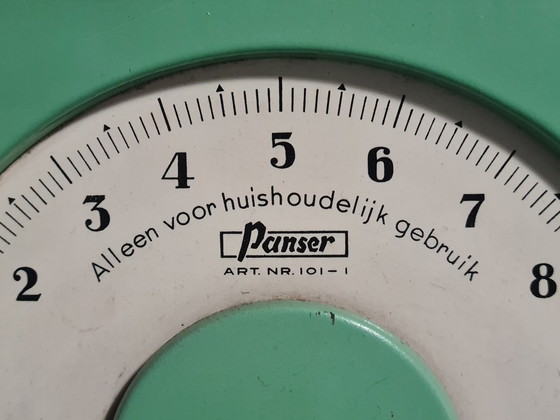 2 3 4 5 6 7 8
Alleen voor huishoudelijk gebruik
Panser
ART. NR. 101-1